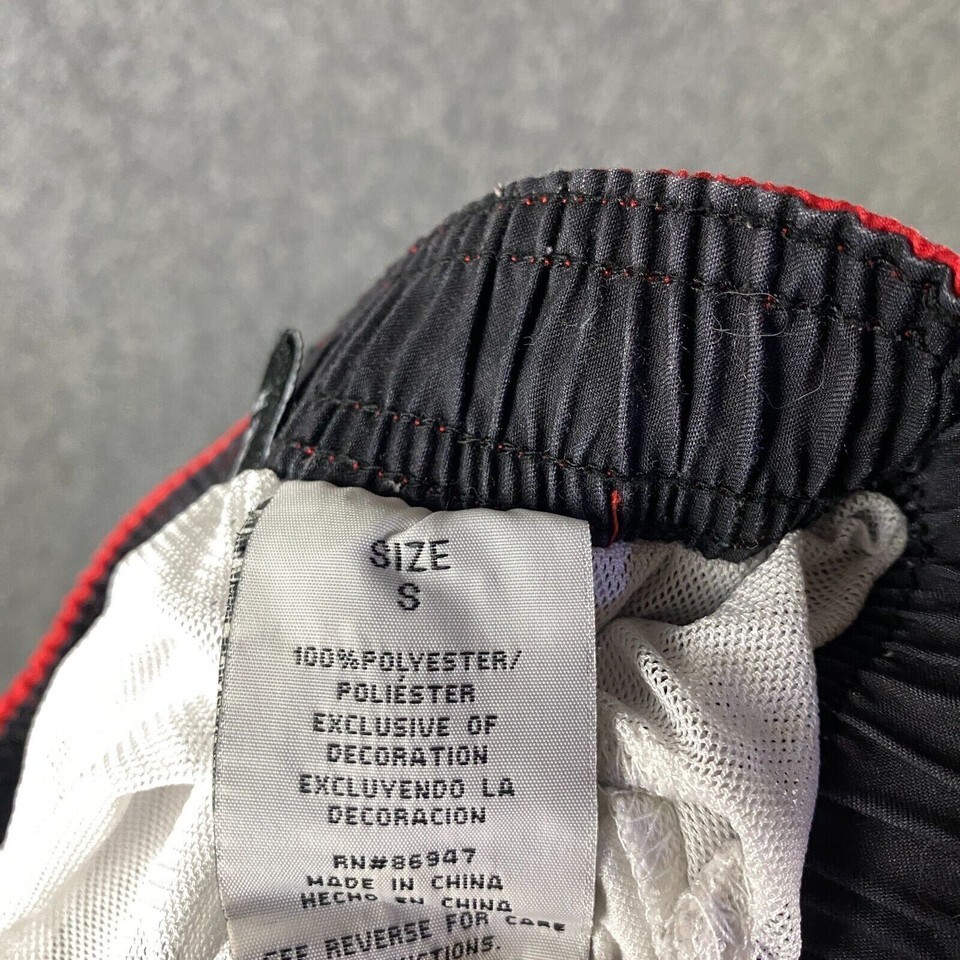 SIZE
S
100%POLYESTER/
POLIÉSTER
EXCLUSIVE OF
DECORATION
EXCLUYENDO LA
DECORACION
RN#86947
MADE IN CHINA
HECHO EN CHINA
SEE REVERSE FOR CARE